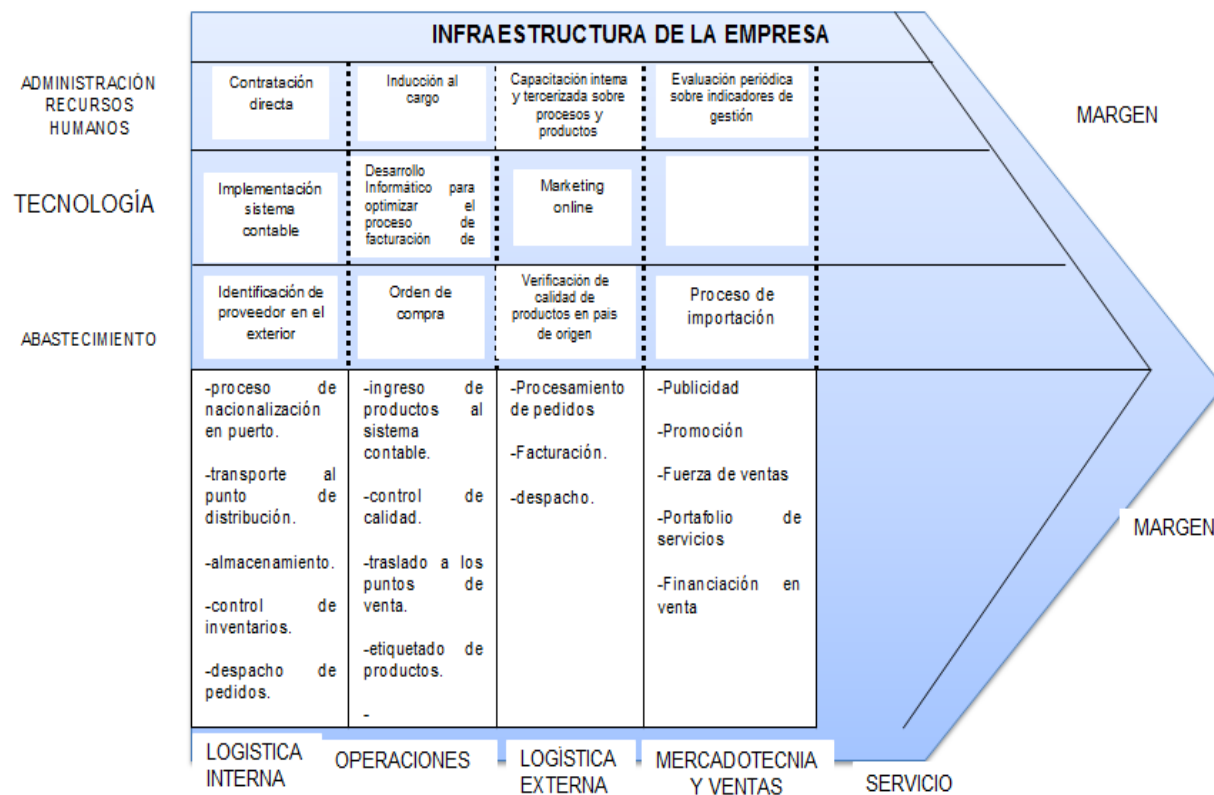 INFRAESTRUCTURA DE LA EMPRESA
ADMINISTRACIÓN
RECURSOS
HUMANOS
Contratación
directa
Inducción al
cargo
Capacitación interna
y tercerizada sobre
procesos y
productos
Evaluación periódica
sobre indicadores de
gestión
MARGEN
TECNOLOGÍA
Implementación
sistema
contable
Desarrollo
Informático para
optimizar el
proceso de
facturación de
Marketing
online
ABASTECIMIENTO
Identificación de
proveedor en el
exterior
Orden de
compra
Verificación de
calidad de
productos en pais
de origen
Proceso de
importación
-proceso de
nacionalización
en puerto.
-transporte al
punto de
distribución.
-almacenamiento.
-control de
inventarios.
-despacho de
pedidos.
-ingreso de
productos al
sistema
contable.
-control de
calidad.
-traslado a los
puntos de
venta.
-etiquetado de
productos.
-
-Procesamiento
de pedidos
-Facturación.
-despacho.
-Publicidad
-Promoción
-Fuerza de ventas
-Portafolio de
servicios
-Financiación en
venta
MARGEN
LOGISTICA
INTERNA
OPERACIONES
LOGÌSTICA
EXTERNA
MERCADOTECNIA
Y VENTAS
SERVICIO